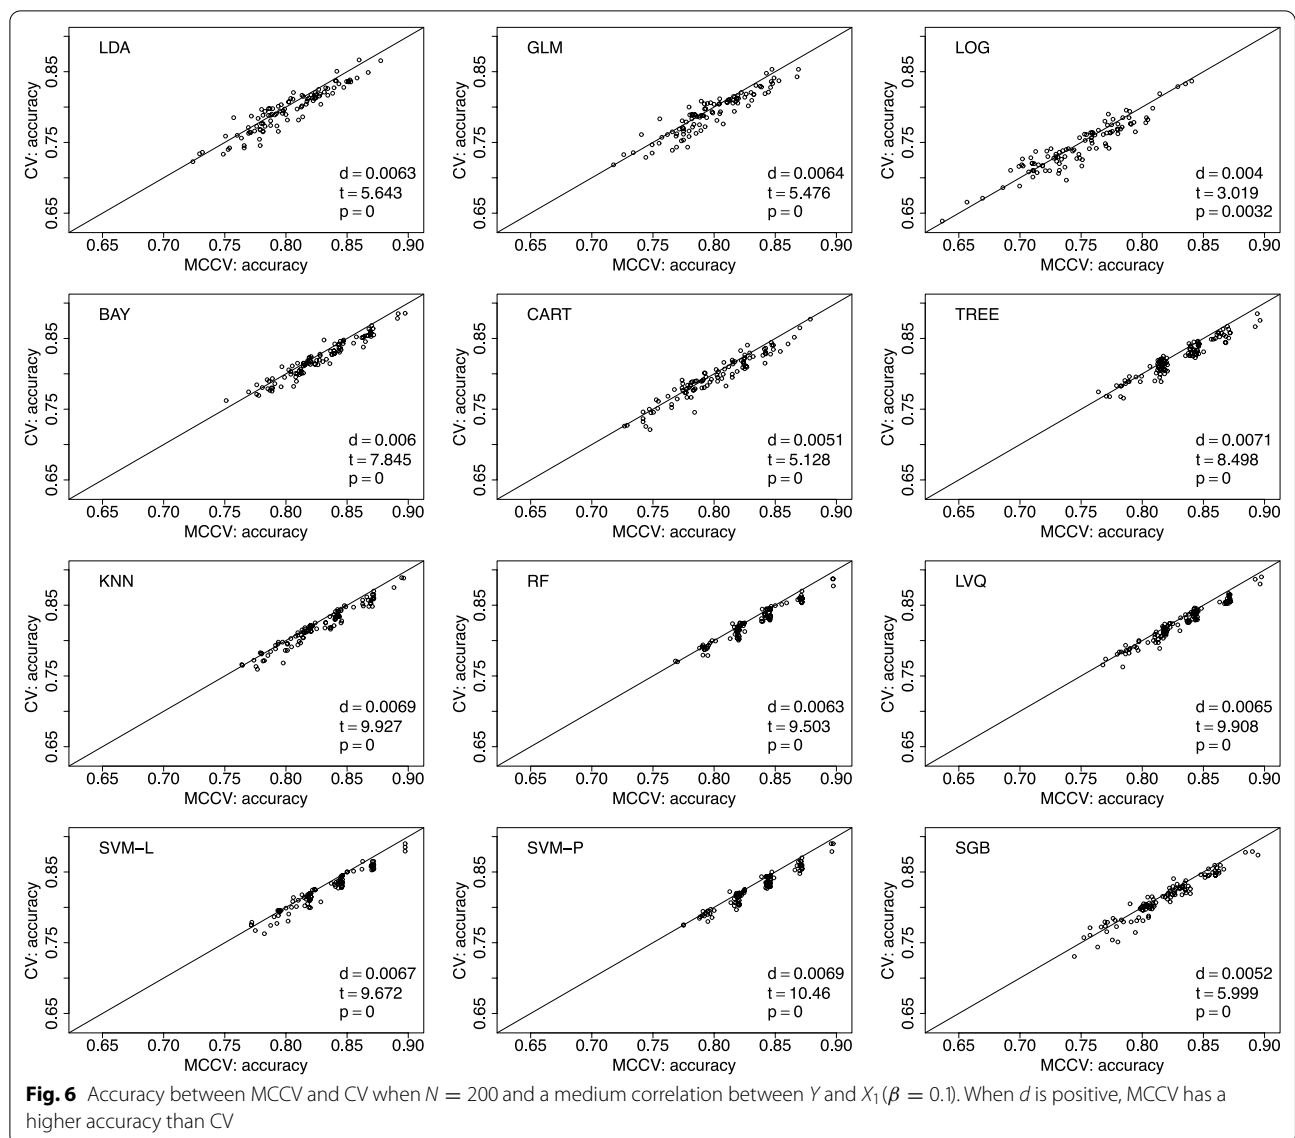 LDA
d = 0.0063
t = 5.643
p = 0
CV: accuracy
0.65 0.75 0.85
0.65 0.70 0.75 0.80 0.85 0.90
MCCV: accuracy
GLM
d = 0.0064
t = 5.476
p = 0
CV: accuracy
0.65 0.75 0.85
0.65 0.70 0.75 0.80 0.85 0.90
MCCV: accuracy
LOG
d = 0.004
t = 3.019
p = 0.0032
CV: accuracy
0.65 0.75 0.85
0.65 0.70 0.75 0.80 0.85 0.90
MCCV: accuracy
BAY
d = 0.006
t = 7.845
p = 0
CV: accuracy
0.65 0.75 0.85
0.65 0.70 0.75 0.80 0.85 0.90
MCCV: accuracy
CART
d = 0.0051
t = 5.128
p = 0
CV: accuracy
0.65 0.75 0.85
0.65 0.70 0.75 0.80 0.85 0.90
MCCV: accuracy
TREE
d = 0.0071
t = 8.498
p = 0
CV: accuracy
0.65 0.75 0.85
0.65 0.70 0.75 0.80 0.85 0.90
MCCV: accuracy
KNN
d = 0.0069
t = 9.927
p = 0
CV: accuracy
0.65 0.75 0.85
0.65 0.70 0.75 0.80 0.85 0.90
MCCV: accuracy
RF
d = 0.0063
t = 9.503
p = 0
CV: accuracy
0.65 0.75 0.85
0.65 0.70 0.75 0.80 0.85 0.90
MCCV: accuracy
LVQ
d = 0.0065
t = 9.908
p = 0
CV: accuracy
0.65 0.75 0.85
0.65 0.70 0.75 0.80 0.85 0.90
MCCV: accuracy
SVM–L
d = 0.0067
t = 9.672
p = 0
CV: accuracy
0.65 0.75 0.85
0.65 0.70 0.75 0.80 0.85 0.90
MCCV: accuracy
SVM–P
d = 0.0069
t = 10.46
p = 0
CV: accuracy
0.65 0.75 0.85
0.65 0.70 0.75 0.80 0.85 0.90
MCCV: accuracy
SGB
d = 0.0052
t = 5.999
p = 0
CV: accuracy
0.65 0.75 0.85
0.65 0.70 0.75 0.80 0.85 0.90
MCCV: accuracy
Fig. 6 Accuracy between MCCV and CV when N = 200 and a medium correlation between Y and X₁(β = 0.1). When d is positive, MCCV has a
higher accuracy than CV